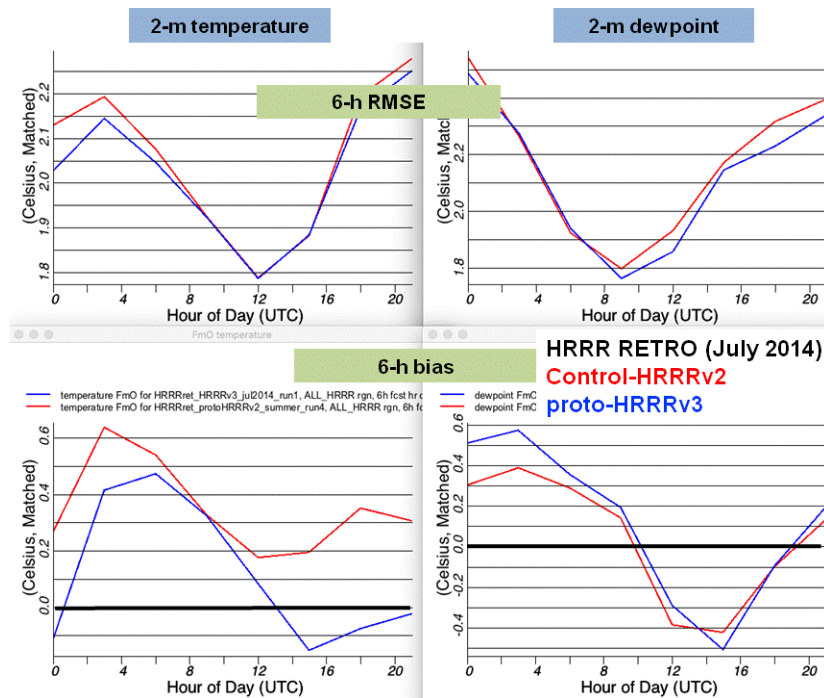 2-m temperature
2-m dewpoint
6-h RMSE
(Celsius, Matched)
2.2
2.1
2.0
1.9
1.8
0 4 8 12 16 20
Hour of Day (UTC)
(Celsius, Matched)
2.2
2.0
1.8
0 4 8 12 16 20
Hour of Day (UTC)
FmO temperature
6-h bias
HRRR RETRO (July 2014)
Control-HRRRv2
proto-HRRRv3
temperature FmO for HRRRret_HRRRv3_jul2014_run1, ALL_HRRR rgn, 6h fcst hr
temperature FmO for HRRRret_protoHRRRv2_summer_run4, ALL_HRRR rgn, 6h
dewpoint
dewpoint
(Celsius, Matched)
0.6
0.4
0.2
0.0
0 4 8 12 16 20
Hour of Day (UTC)
(Celsius, Matched)
0.6
0.4
0.2
0.0
-0.2
-0.4
0 4 8 12 16 20
Hour of Day (UTC)